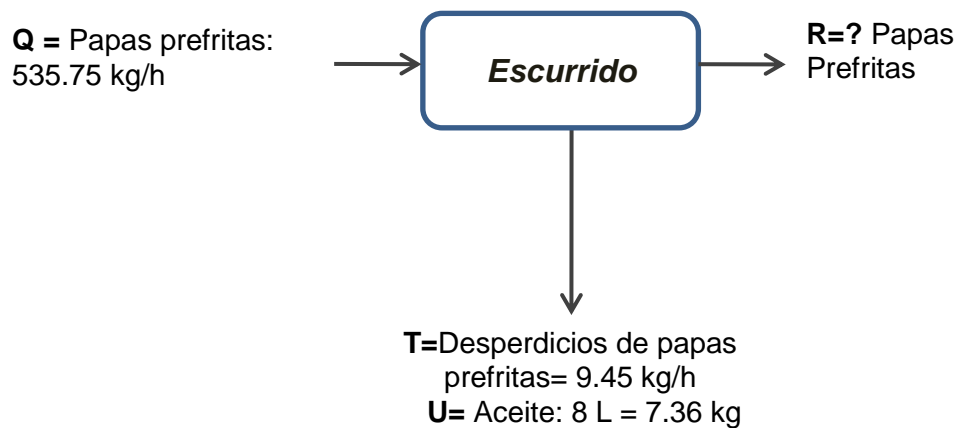 Q = Papas prefritas:
535.75 kg/h
Escurrido
R=? Papas
Prefritas
T=Desperdicios de papas
prefritas= 9.45 kg/h
U= Aceite: 8 L = 7.36 kg